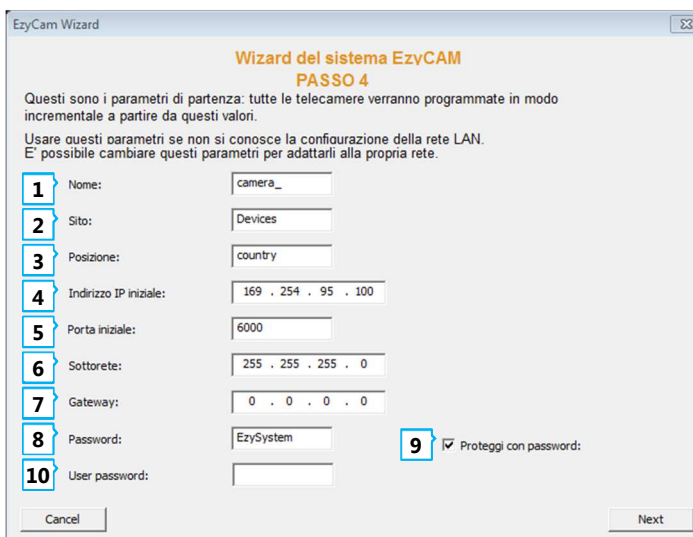 EzyCam Wizard
Wizard del sistema EzyCAM
PASSO 4
Questi sono i parametri di partenza: tutte le telecamere verranno programmate in modo
incrementale a partire da questi valori.
Usare questi parametri se non si conosce la configurazione della rete LAN.
E' possibile cambiare questi parametri per adattarli alla propria rete.
1 Nome: camera_
2 Sito: Devices
3 Posizione: country
4 Indirizzo IP iniziale: 169 . 254 . 95 . 100
5 Porta iniziale: 6000
6 Sottorete: 255 . 255 . 255 . 0
7 Gateway: 0 . 0 . 0 . 0
8 Password: EzySystem 9 Proteggi con password:
10 User password:
Cancel Next